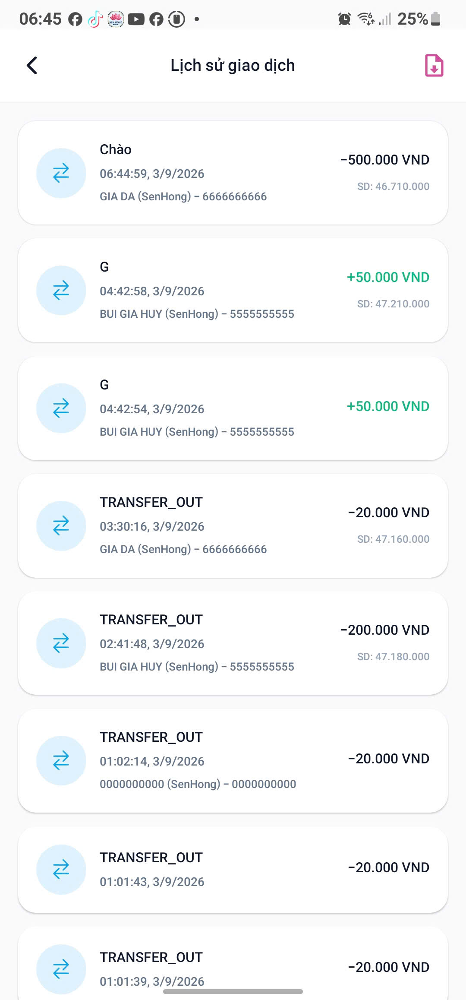 06:45
25%
Lịch sử giao dịch
Chào
−500.000 VND
06:44:59, 3/9/2026
SD: 46.710.000
GIA DA (SenHong) – 6666666666
G
+50.000 VND
04:42:58, 3/9/2026
SD: 47.210.000
BUI GIA HUY (SenHong) – 5555555555
G
04:42:54, 3/9/2026
+50.000 VND
BUI GIA HUY (SenHong) – 5555555555
TRANSFER_OUT
−20.000 VND
03:30:16, 3/9/2026
SD: 47.160.000
GIA DA (SenHong) – 6666666666
TRANSFER_OUT
−200.000 VND
02:41:48, 3/9/2026
SD: 47.180.000
BUI GIA HUY (SenHong) – 5555555555
TRANSFER_OUT
01:02:14, 3/9/2026
−20.000 VND
0000000000 (SenHong) – 0000000000
TRANSFER_OUT
−20.000 VND
01:01:43, 3/9/2026
TRANSFER_OUT
−20.000 VND
01:01:39, 3/9/2026